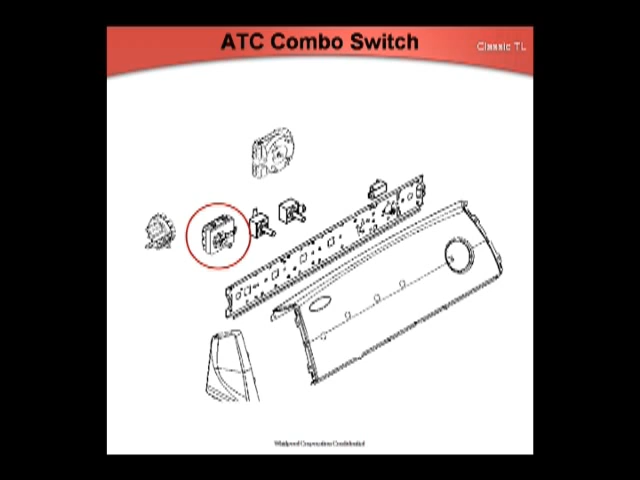 ATC Combo Switch
Classic TL
Whirlpool Corporation Confidential